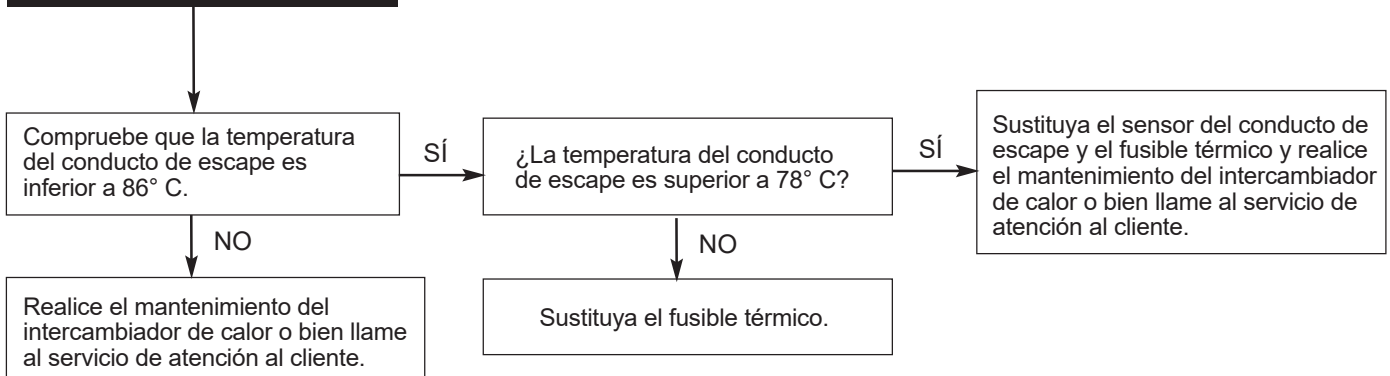 Compruebe que la temperatura
del conducto de escape es
inferior a 86° C.
SÍ
¿La temperatura del conducto
de escape es superior a 78° C?
SÍ
Sustituya el sensor del conducto de
escape y el fusible térmico y realice
el mantenimiento del intercambiador
de calor o bien llame al servicio de
atención al cliente.
NO
NO
Realice el mantenimiento del
intercambiador de calor o bien llame
al servicio de atención al cliente.
Sustituya el fusible térmico.